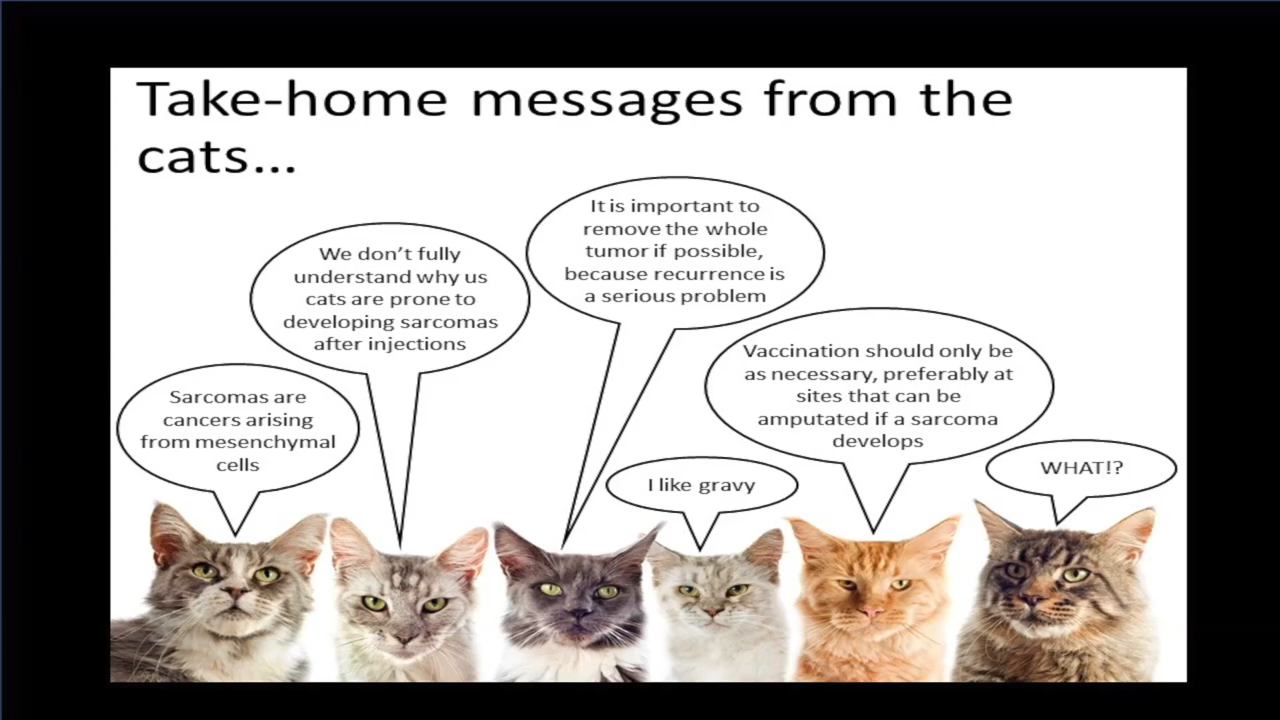 Take-home messages from the
cats...
Sarcomas are
cancers arising
from mesenchymal
cells
We don't fully
understand why us
cats are prone to
developing sarcomas
after injections
It is important to
remove the whole
tumor if possible,
because recurrence is
a serious problem
I like gravy
Vaccination should only be
as necessary, preferably at
sites that can be
amputated if a sarcoma
develops
WHAT!?